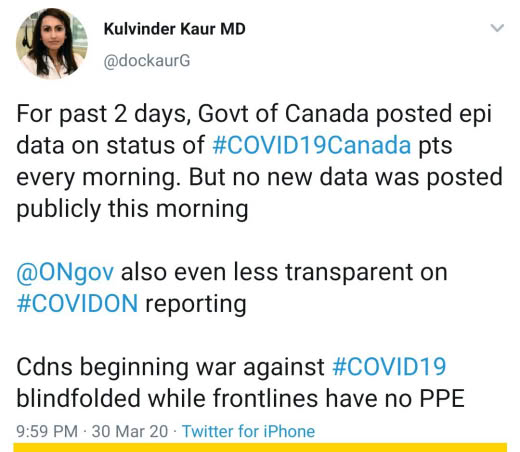 Kulvinder Kaur MD
@dockaurG
For past 2 days, Govt of Canada posted epi
data on status of #COVID19Canada pts
every morning. But no new data was posted
publicly this morning
@ONgov also even less transparent on
#COVIDON reporting
Cdns beginning war against #COVID19
blindfolded while frontlines have no PPE
9:59 PM · 30 Mar 20 · Twitter for iPhone